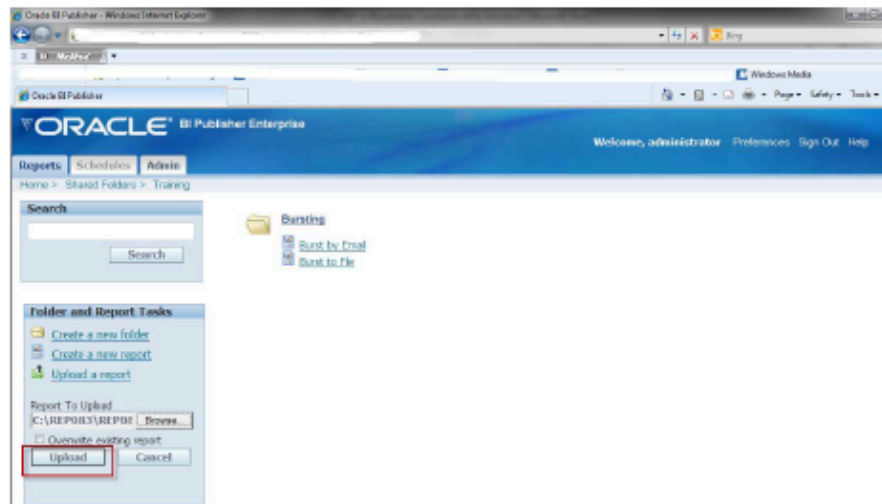 Oracle BI Publisher - Windows Internet Explorer
Bing
Windows Media
Oracle BI Publisher
Page Safety Tools
ORACLE BI Publisher Enterprise
Welcome, administrator Preferences Sign Out Help
Reports Schedules Admin
Home > Shared Folders > Training
Search
Search
Bursting
Burst by Email
Burst to File
Folder and Report Tasks
Create a new folder
Create a new report
Upload a report
Report To Upload
Browse...
Overwrite existing report
Upload Cancel